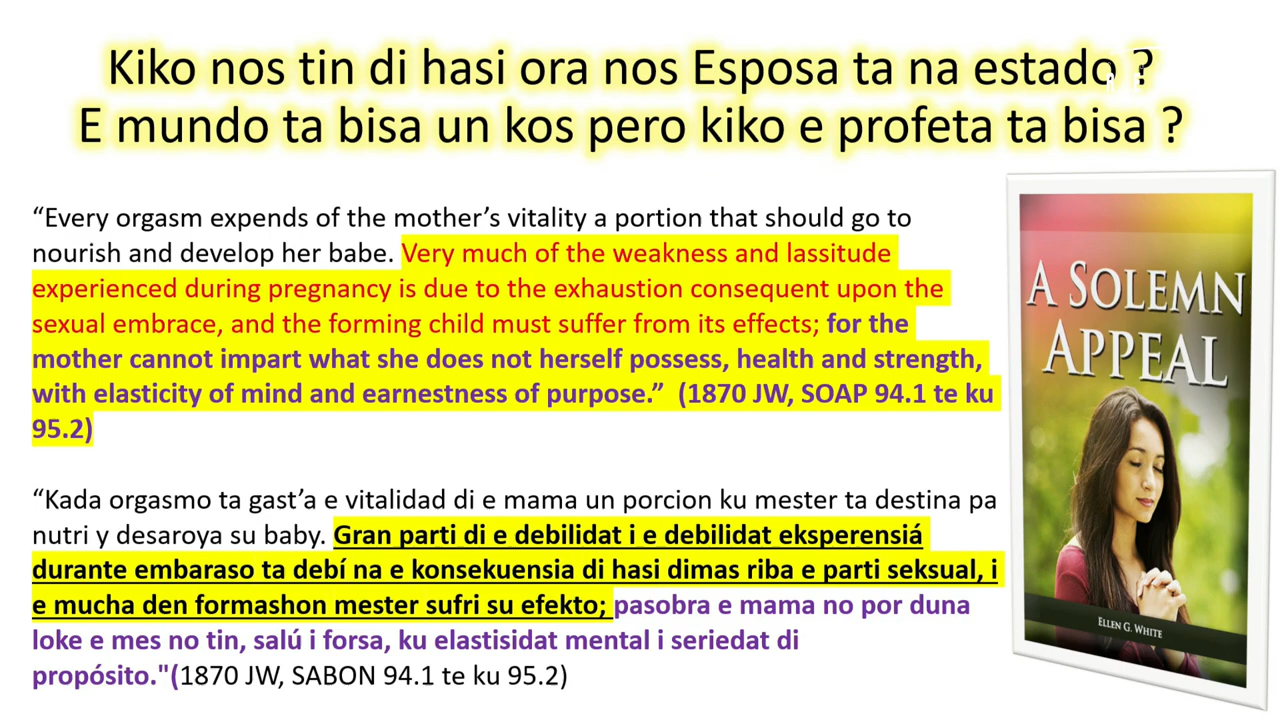 Kiko nos tin di hasi ora nos Esposa ta na estado ?
E mundo ta bisa un kos pero kiko e profeta ta bisa ?
“Every orgasm expends of the mother’s vitality a portion that should go to
nourish and develop her babe. Very much of the weakness and lassitude
experienced during pregnancy is due to the exhaustion consequent upon the
sexual embrace, and the forming child must suffer from its effects; for the
mother cannot impart what she does not herself possess, health and strength,
with elasticity of mind and earnestness of purpose.” (1870 JW, SOAP 94.1 te ku
95.2)
“Kada orgasmo ta gast’a e vitalidad di e mama un porcion ku mester ta destina pa
nutri y desaroya su baby. Gran parti di e debilidat i e debilidat eksperensiá
durante embaraso ta debí na e konsekuensia di hasi dimas riba e parti seksual, i
e mucha den formashon mester sufri su efekto; pasobra e mama no por duna
loke e mes no tin, salú i forsa, ku elastisidat mental i seriedat di
propósito."(1870 JW, SABON 94.1 te ku 95.2)
A SOLEMN
APPEAL
ELLEN G. WHITE